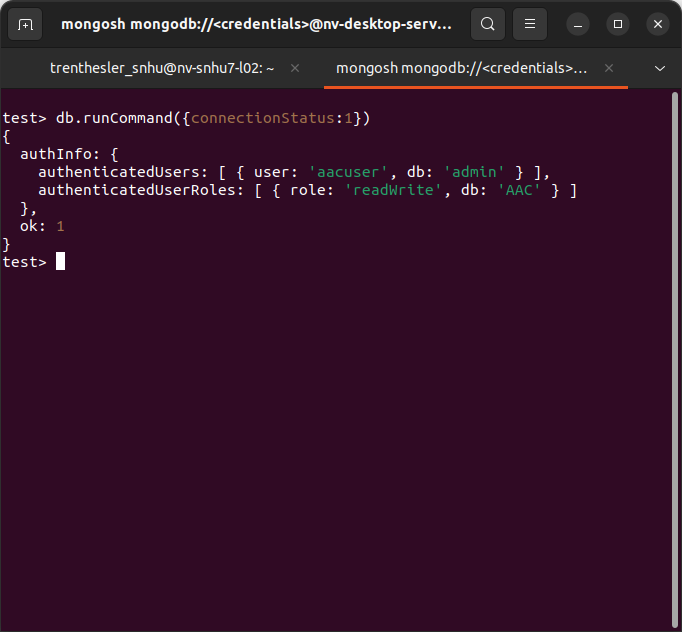 mongosh mongodb://<credentials>@nv-desktop-serv...
trenthesler_snhu@nv-snhu7-l02: ~
mongosh mongodb://<credentials>...
test> db.runCommand({connectionStatus:1})
{
  authInfo: {
    authenticatedUsers: [ { user: 'aacuser', db: 'admin' } ],
    authenticatedUserRoles: [ { role: 'readWrite', db: 'AAC' } ]
  },
  ok: 1
}
test>